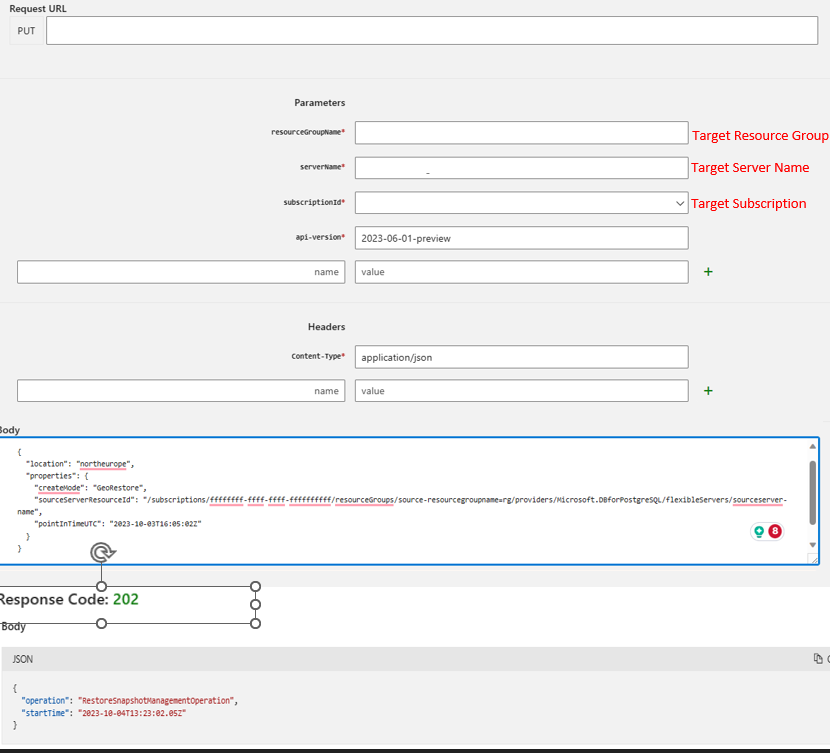 Request URL
PUT
Parameters
resourceGroupName* Target Resource Group
serverName* Target Server Name
subscriptionId* Target Subscription
api-version* 2023-06-01-preview
name value +
Headers
Content-Type* application/json
name value +
Body
{
"location": "northeurope",
"properties": {
"createMode": "GeoRestore",
"sourceServerResourceId": "/subscriptions/ffffffff-ffff-ffff-ffffffffff/resourceGroups/source-resourcegroupname=rg/providers/Microsoft.DBforPostgreSQL/flexibleServers/sourceserver-
name",
"pointInTimeUTC": "2023-10-03T16:05:02Z"
}
}
8
Response Code: 202
Body
JSON
{
"operation": "RestoreSnapshotManagementOperation",
"startTime": "2023-10-04T13:23:02.05Z"
}